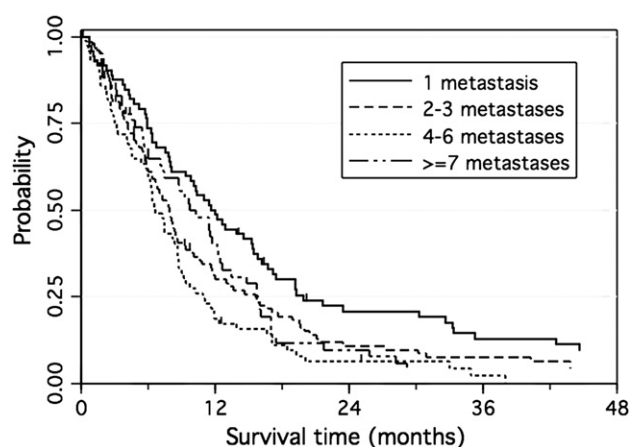 1.00
0.75
0.50
0.25
0.00
Probability
1 metastasis
2-3 metastases
4-6 metastases
>=7 metastases
0 12 24 36 48
Survival time (months)